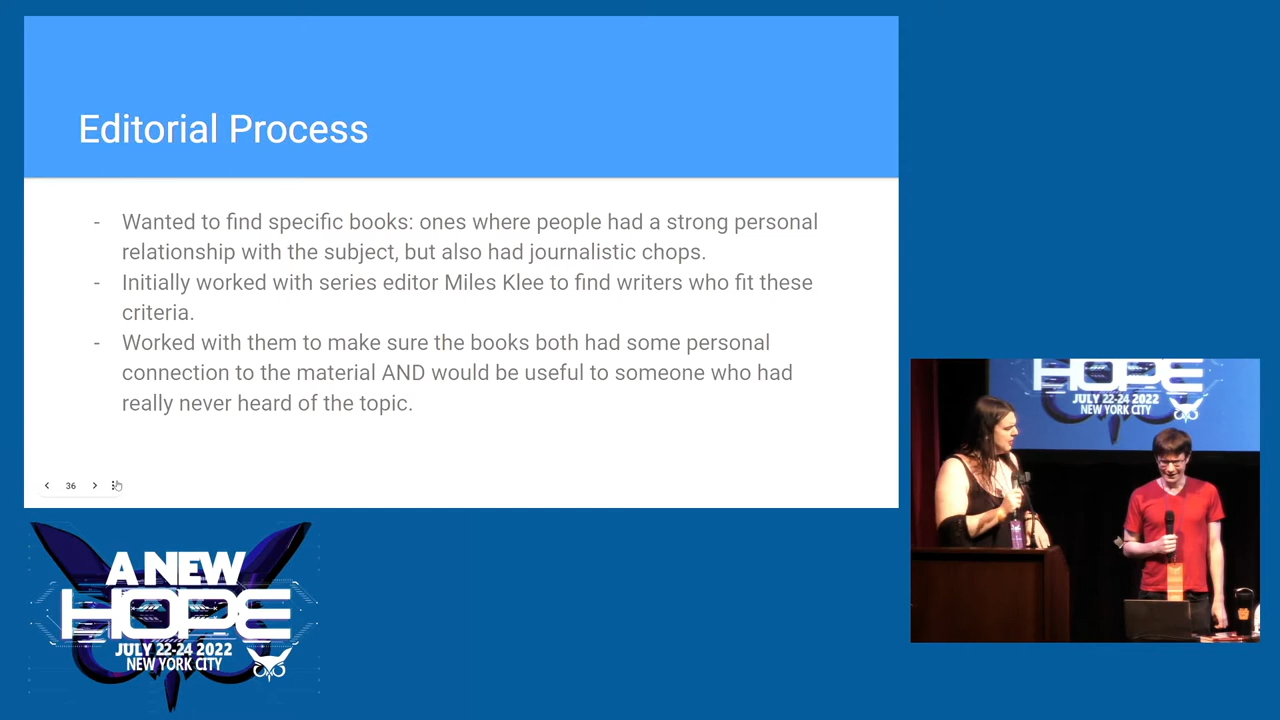 Editorial Process
- Wanted to find specific books: ones where people had a strong personal
relationship with the subject, but also had journalistic chops.
- Initially worked with series editor Miles Klee to find writers who fit these
criteria.
- Worked with them to make sure the books both had some personal
connection to the material AND would be useful to someone who had
really never heard of the topic.
36
HOPE
JULY 22-24 2022
NEW YORK CITY
A NEW
HOPE
JULY 22-24 2022
NEW YORK CITY